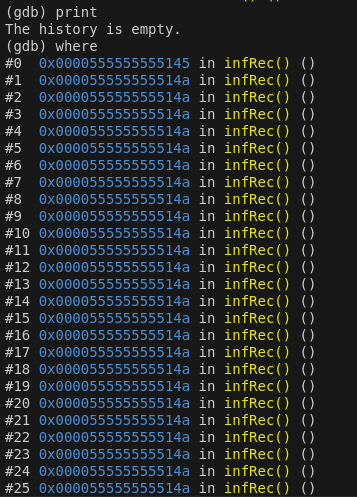 (gdb) print
The history is empty.
(gdb) where
#0  0x0000555555555145 in infRec() ()
#1  0x000055555555514a in infRec() ()
#2  0x000055555555514a in infRec() ()
#3  0x000055555555514a in infRec() ()
#4  0x000055555555514a in infRec() ()
#5  0x000055555555514a in infRec() ()
#6  0x000055555555514a in infRec() ()
#7  0x000055555555514a in infRec() ()
#8  0x000055555555514a in infRec() ()
#9  0x000055555555514a in infRec() ()
#10 0x000055555555514a in infRec() ()
#11 0x000055555555514a in infRec() ()
#12 0x000055555555514a in infRec() ()
#13 0x000055555555514a in infRec() ()
#14 0x000055555555514a in infRec() ()
#15 0x000055555555514a in infRec() ()
#16 0x000055555555514a in infRec() ()
#17 0x000055555555514a in infRec() ()
#18 0x000055555555514a in infRec() ()
#19 0x000055555555514a in infRec() ()
#20 0x000055555555514a in infRec() ()
#21 0x000055555555514a in infRec() ()
#22 0x000055555555514a in infRec() ()
#23 0x000055555555514a in infRec() ()
#24 0x000055555555514a in infRec() ()
#25 0x000055555555514a in infRec() ()